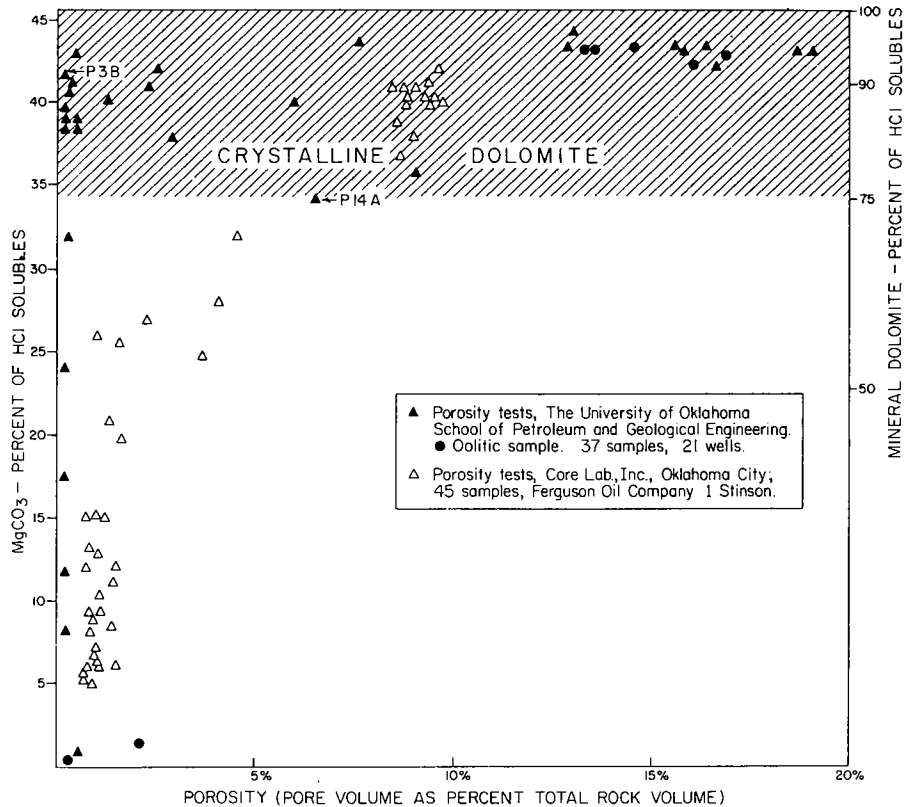 45
40
35
30
25
20
15
10
5
MgCO3 – PERCENT OF HCl SOLUBLES
P3B
CRYSTALLINE DOLOMITE
P14A
100
90
75
50
MINERAL DOLOMITE – PERCENT OF HCl SOLUBLES
▲ Porosity tests, The University of Oklahoma
School of Petroleum and Geological Engineering.
● Oolitic sample. 37 samples, 21 wells.
△ Porosity tests, Core Lab., Inc., Oklahoma City;
45 samples, Ferguson Oil Company 1 Stinson.
5% 10% 15% 20%
POROSITY (PORE VOLUME AS PERCENT TOTAL ROCK VOLUME)